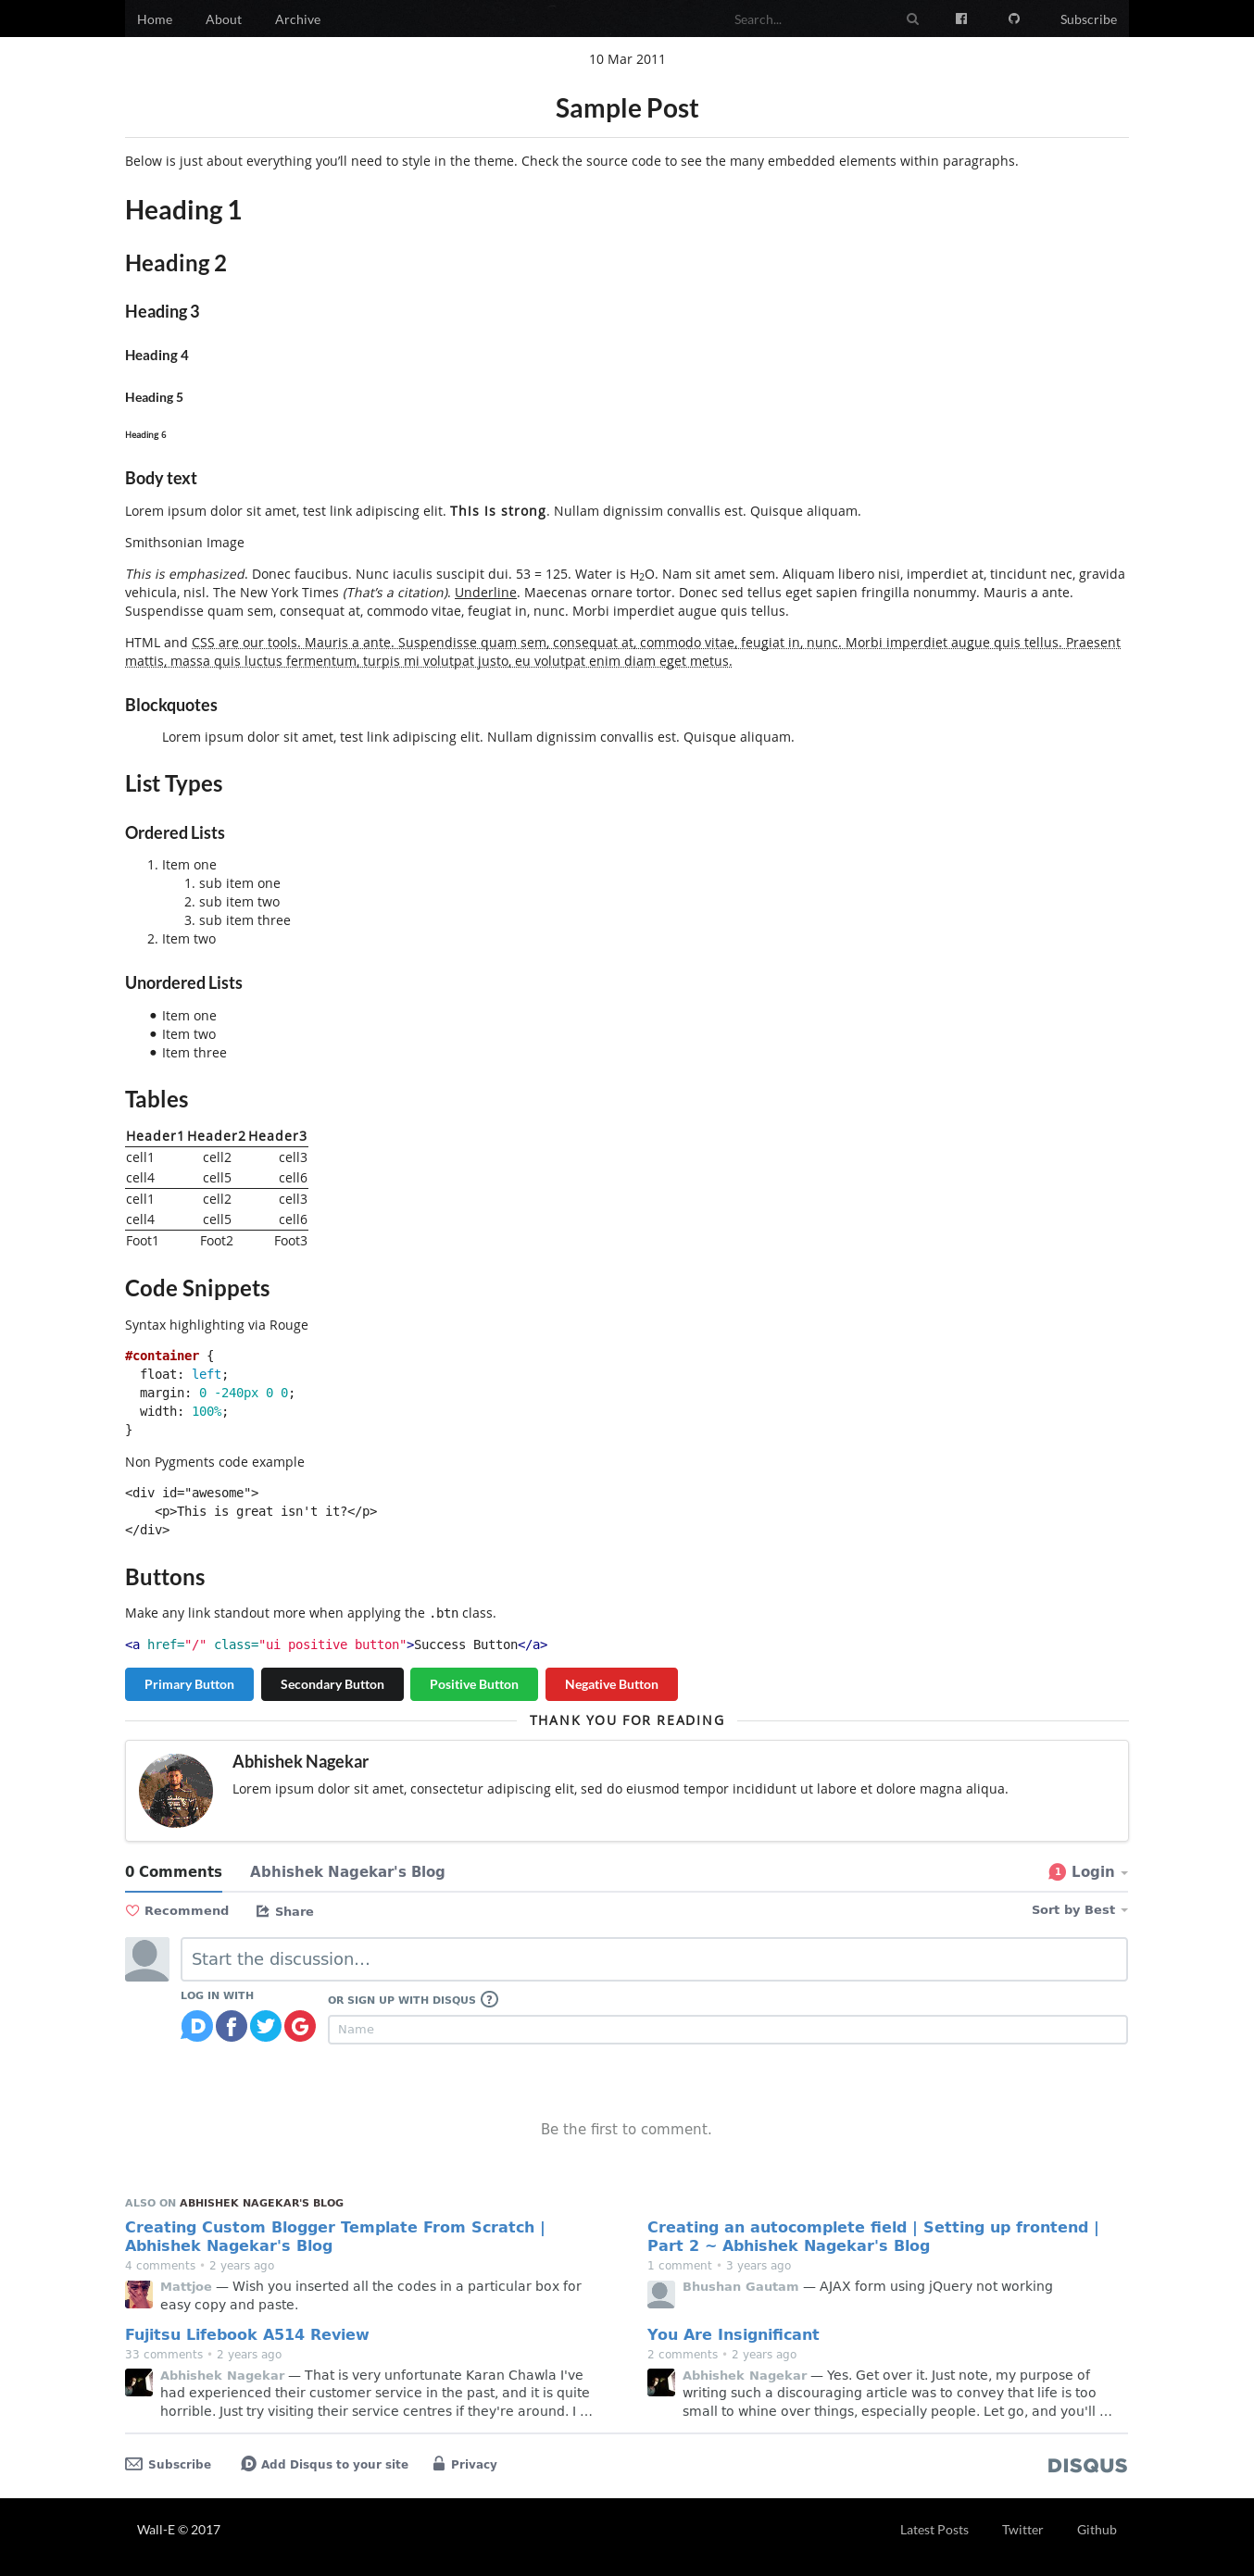 Home About Archive Search... Subscribe
10 Mar 2011
Sample Post
Below is just about everything you’ll need to style in the theme. Check the source code to see the many embedded elements within paragraphs.
Heading 1
Heading 2
Heading 3
Heading 4
Heading 5
Heading 6
Body text
Lorem ipsum dolor sit amet, test link adipiscing elit. This is strong. Nullam dignissim convallis est. Quisque aliquam.
Smithsonian Image
This is emphasized. Donec faucibus. Nunc iaculis suscipit dui. 53 = 125. Water is H2O. Nam sit amet sem. Aliquam libero nisi, imperdiet at, tincidunt nec, gravida
vehicula, nisl. The New York Times (That’s a citation). Underline. Maecenas ornare tortor. Donec sed tellus eget sapien fringilla nonummy. Mauris a ante.
Suspendisse quam sem, consequat at, commodo vitae, feugiat in, nunc. Morbi imperdiet augue quis tellus.
HTML and CSS are our tools. Mauris a ante. Suspendisse quam sem, consequat at, commodo vitae, feugiat in, nunc. Morbi imperdiet augue quis tellus. Praesent
mattis, massa quis luctus fermentum, turpis mi volutpat justo, eu volutpat enim diam eget metus.
Blockquotes
Lorem ipsum dolor sit amet, test link adipiscing elit. Nullam dignissim convallis est. Quisque aliquam.
List Types
Ordered Lists
1. Item one
1. sub item one
2. sub item two
3. sub item three
2. Item two
Unordered Lists
• Item one
• Item two
• Item three
Tables
Header1 Header2 Header3
cell1 cell2 cell3
cell4 cell5 cell6
cell1 cell2 cell3
cell4 cell5 cell6
Foot1 Foot2 Foot3
Code Snippets
Syntax highlighting via Rouge
#container {
  float: left;
  margin: 0 -240px 0 0;
  width: 100%;
}
Non Pygments code example
<div id="awesome">
    <p>This is great isn't it?</p>
</div>
Buttons
Make any link standout more when applying the .btn class.
<a href="/" class="ui positive button">Success Button</a>
Primary Button Secondary Button Positive Button Negative Button
THANK YOU FOR READING
Abhishek Nagekar
Lorem ipsum dolor sit amet, consectetur adipiscing elit, sed do eiusmod tempor incididunt ut labore et dolore magna aliqua.
0 Comments Abhishek Nagekar's Blog 1 Login
Recommend Share Sort by Best
Start the discussion...
LOG IN WITH
OR SIGN UP WITH DISQUS ?
Name
Be the first to comment.
ALSO ON ABHISHEK NAGEKAR'S BLOG
Creating Custom Blogger Template From Scratch |
Abhishek Nagekar's Blog
4 comments • 2 years ago
Mattjoe — Wish you inserted all the codes in a particular box for
easy copy and paste.
Creating an autocomplete field | Setting up frontend |
Part 2 ~ Abhishek Nagekar's Blog
1 comment • 3 years ago
Bhushan Gautam — AJAX form using jQuery not working
Fujitsu Lifebook A514 Review
33 comments • 2 years ago
Abhishek Nagekar — That is very unfortunate Karan Chawla I've
had experienced their customer service in the past, and it is quite
horrible. Just try visiting their service centres if they're around. I …
You Are Insignificant
2 comments • 2 years ago
Abhishek Nagekar — Yes. Get over it. Just note, my purpose of
writing such a discouraging article was to convey that life is too
small to whine over things, especially people. Let go, and you'll …
Subscribe Add Disqus to your site Privacy DISQUS
Wall-E © 2017 Latest Posts Twitter Github